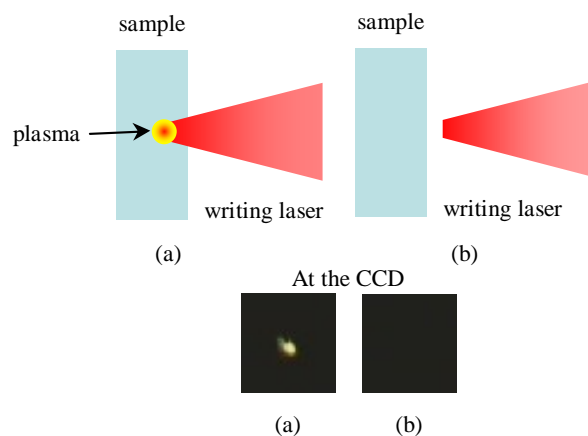 sample
sample
plasma
writing laser
writing laser
(a)
(b)
At the CCD
(a)
(b)